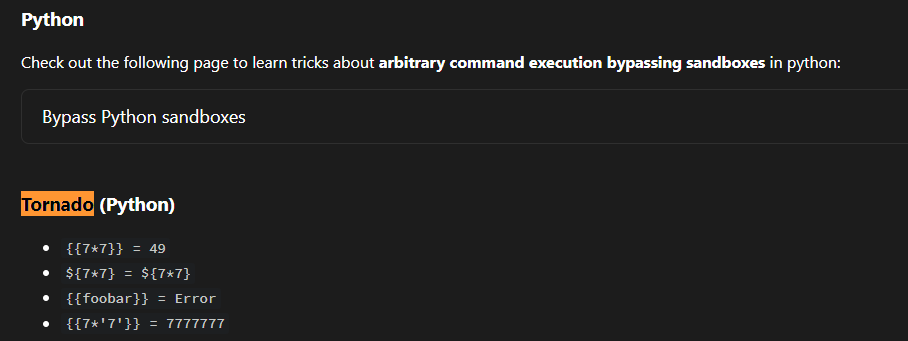 Python
Check out the following page to learn tricks about arbitrary command execution bypassing sandboxes in python:
Bypass Python sandboxes
Tornado (Python)
• {{7*7}} = 49
• ${7*7} = ${7*7}
• {{foobar}} = Error
• {{7*'7'}} = 7777777